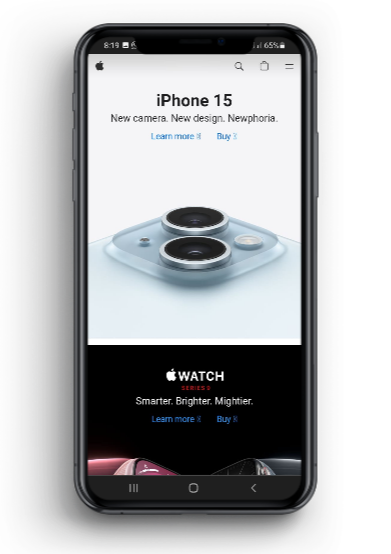 8:19
65%
iPhone 15
New camera. New design. Newphoria.
Learn more Buy
WATCH
SERIES 9
Smarter. Brighter. Mightier.
Learn more Buy